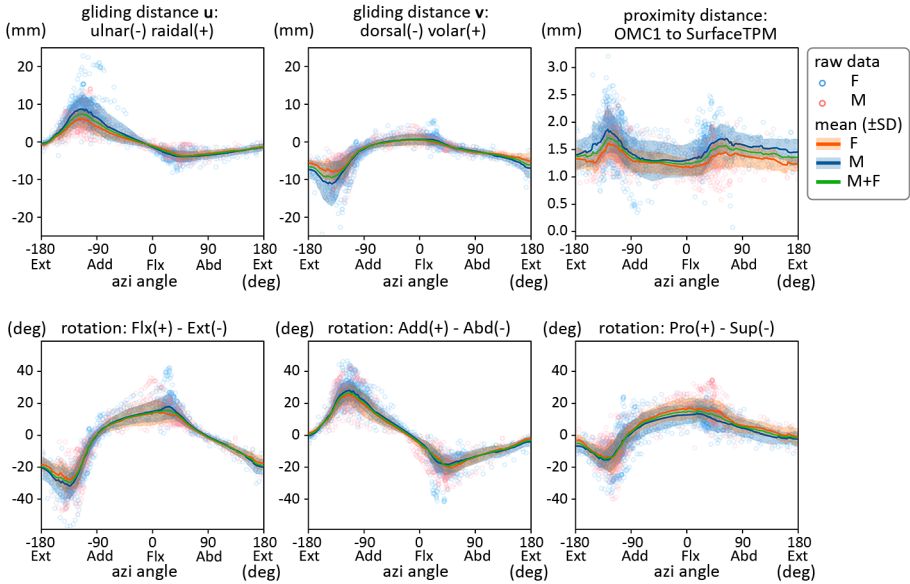 gliding distance u:
ulnar(-) raidal(+)
(mm)
20
10
0
-10
-20
-180 -90 0 90 180
Ext Add Flx Abd Ext
azi angle (deg)
gliding distance v:
dorsal(-) volar(+)
(mm)
20
10
0
-10
-20
-180 -90 0 90 180
Ext Add Flx Abd Ext
azi angle (deg)
proximity distance:
OMC1 to SurfaceTPM
(mm)
3.0
2.5
2.0
1.5
1.0
0.5
0.0
-180 -90 0 90 180
Ext Add Flx Abd Ext
azi angle (deg)
raw data
F
M
mean (±SD)
F
M
M+F
(deg) rotation: Flx(+) - Ext(-)
40
20
0
-20
-40
-180 -90 0 90 180
Ext Add Flx Abd Ext
azi angle (deg)
(deg) rotation: Add(+) - Abd(-)
40
20
0
-20
-40
-180 -90 0 90 180
Ext Add Flx Abd Ext
azi angle (deg)
(deg) rotation: Pro(+) - Sup(-)
40
20
0
-20
-40
-180 -90 0 90 180
Ext Add Flx Abd Ext
azi angle (deg)